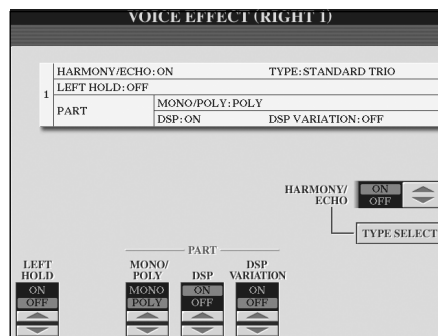 VOICE EFFECT (RIGHT 1)
HARMONY/ECHO: ON TYPE: STANDARD TRIO
1
LEFT HOLD: OFF
PART
MONO/POLY: POLY
DSP: ON DSP VARIATION: OFF
HARMONY/
ECHO
ON
OFF
TYPE SELECT
PART
LEFT
HOLD
MONO/
POLY
DSP
DSP
VARIATION
ON
OFF
MONO
POLY
ON
OFF
ON
OFF